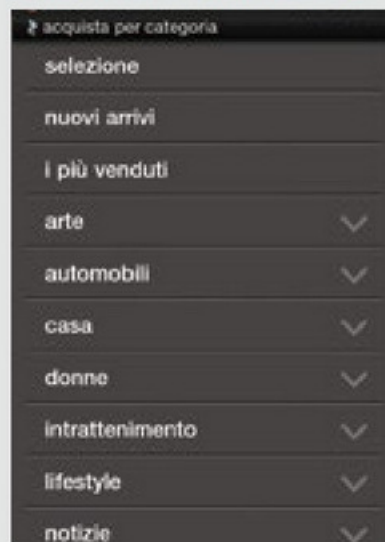 acquista per categoria
selezione
nuovi arrivi
i più venduti
arte
automobili
casa
donne
intrattenimento
lifestyle
notizie